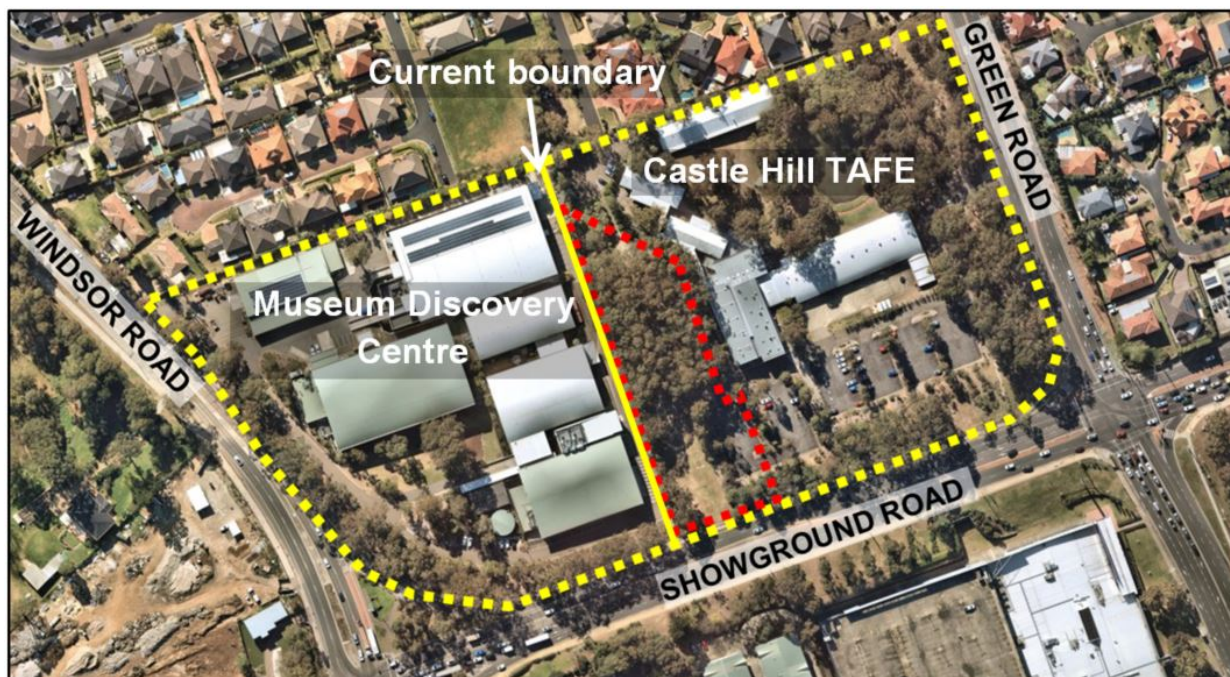 Current boundary
GREEN ROAD
Castle Hill TAFE
WINDSOR ROAD
Museum Discovery
Centre
SHOWGROUND ROAD